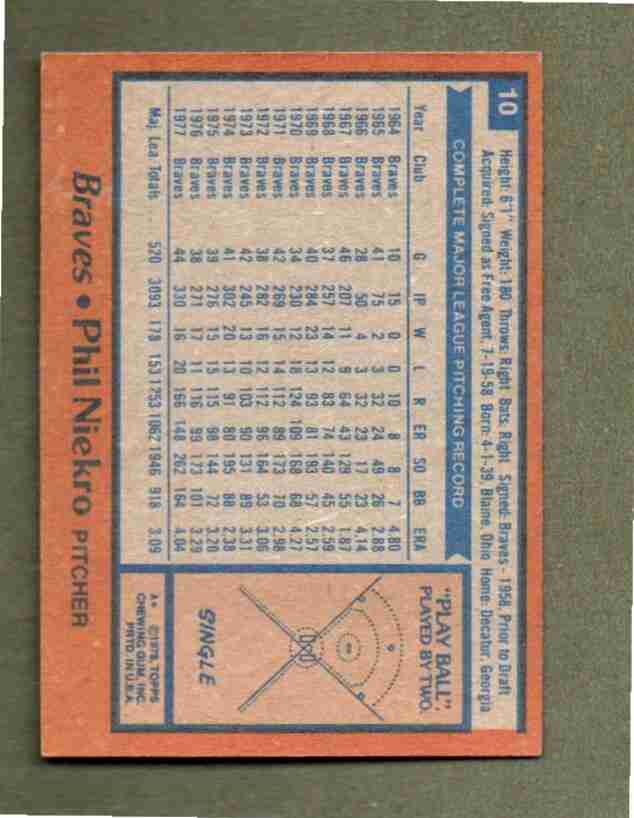 10
Height: 6'1" Weight: 180 Throws: Right Bats: Right Signed: Braves - 1958, Prior to Draft
Acquired: Signed as Free Agent, 7-19-58 Born: 4-1-39, Blaine, Ohio Home: Decatur, Georgia
COMPLETE MAJOR LEAGUE PITCHING RECORD
Year Club G IP W L R ER SO BB ERA
1964 Braves 10 15 0 0 10 8 8 7 4.80
1965 Braves 41 75 2 3 32 24 49 26 2.88
1966 Braves 28 50 4 3 32 23 17 23 4.14
1967 Braves 46 207 11 9 64 43 129 55 1.87
1968 Braves 37 257 14 12 83 74 140 45 2.59
1969 Braves 40 284 23 13 93 81 193 57 2.57
1970 Braves 34 230 12 18 124 109 168 68 4.27
1971 Braves 42 269 15 14 112 89 173 70 2.98
1972 Braves 38 282 16 12 112 96 164 53 3.06
1973 Braves 42 245 13 10 103 90 131 89 3.31
1974 Braves 41 302 20 13 91 80 195 88 2.38
1975 Braves 39 276 15 15 115 98 144 72 3.20
1976 Braves 38 271 17 11 116 99 173 101 3.29
1977 Braves 44 330 16 20 166 148 262 164 4.04
Maj. Lea. Totals . . . 520 3093 178 153 1253 1062 1946 918 3.09
"PLAY BALL",
PLAYED BY TWO.
SINGLE
A* ©1978 TOPPS
CHEWING GUM, INC.
PRTD. IN U.S.A.
Braves • Phil Niekro PITCHER